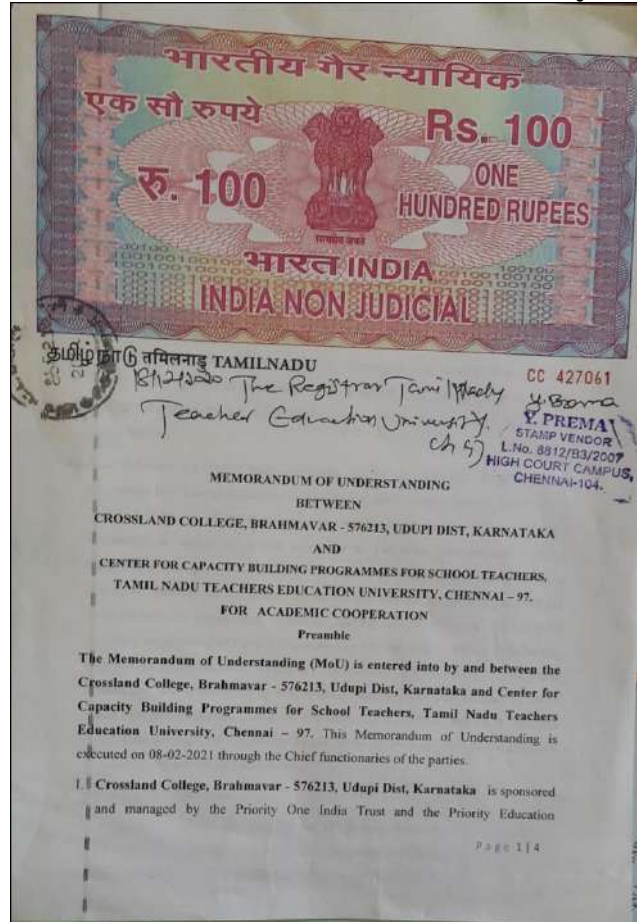 भारतीय गैर न्यायिक
एक सौ रुपये
Rs. 100
रु. 100
ONE
HUNDRED RUPEES
सत्यमेव जयते
भारत INDIA
INDIA NON JUDICIAL
தமிழ்நாடு तमिलनाडु TAMILNADU
CC 427061
18/12/2020 The Registrar Tamil Nadu
Teacher Education University.
Y. PREMA
STAMP VENDOR
L.No. 8812/B3/2007
HIGH COURT CAMPUS,
CHENNAI-104.
MEMORANDUM OF UNDERSTANDING
BETWEEN
CROSSLAND COLLEGE, BRAHMAVAR - 576213, UDUPI DIST, KARNATAKA
AND
CENTER FOR CAPACITY BUILDING PROGRAMMES FOR SCHOOL TEACHERS,
TAMIL NADU TEACHERS EDUCATION UNIVERSITY, CHENNAI – 97.
FOR ACADEMIC COOPERATION
Preamble
The Memorandum of Understanding (MoU) is entered into by and between the
Crossland College, Brahmavar - 576213, Udupi Dist, Karnataka and Center for
Capacity Building Programmes for School Teachers, Tamil Nadu Teachers
Education University, Chennai – 97. This Memorandum of Understanding is
executed on 08-02-2021 through the Chief functionaries of the parties.
1. Crossland College, Brahmavar - 576213, Udupi Dist, Karnataka is sponsored
and managed by the Priority One India Trust and the Priority Education
Page 1|4